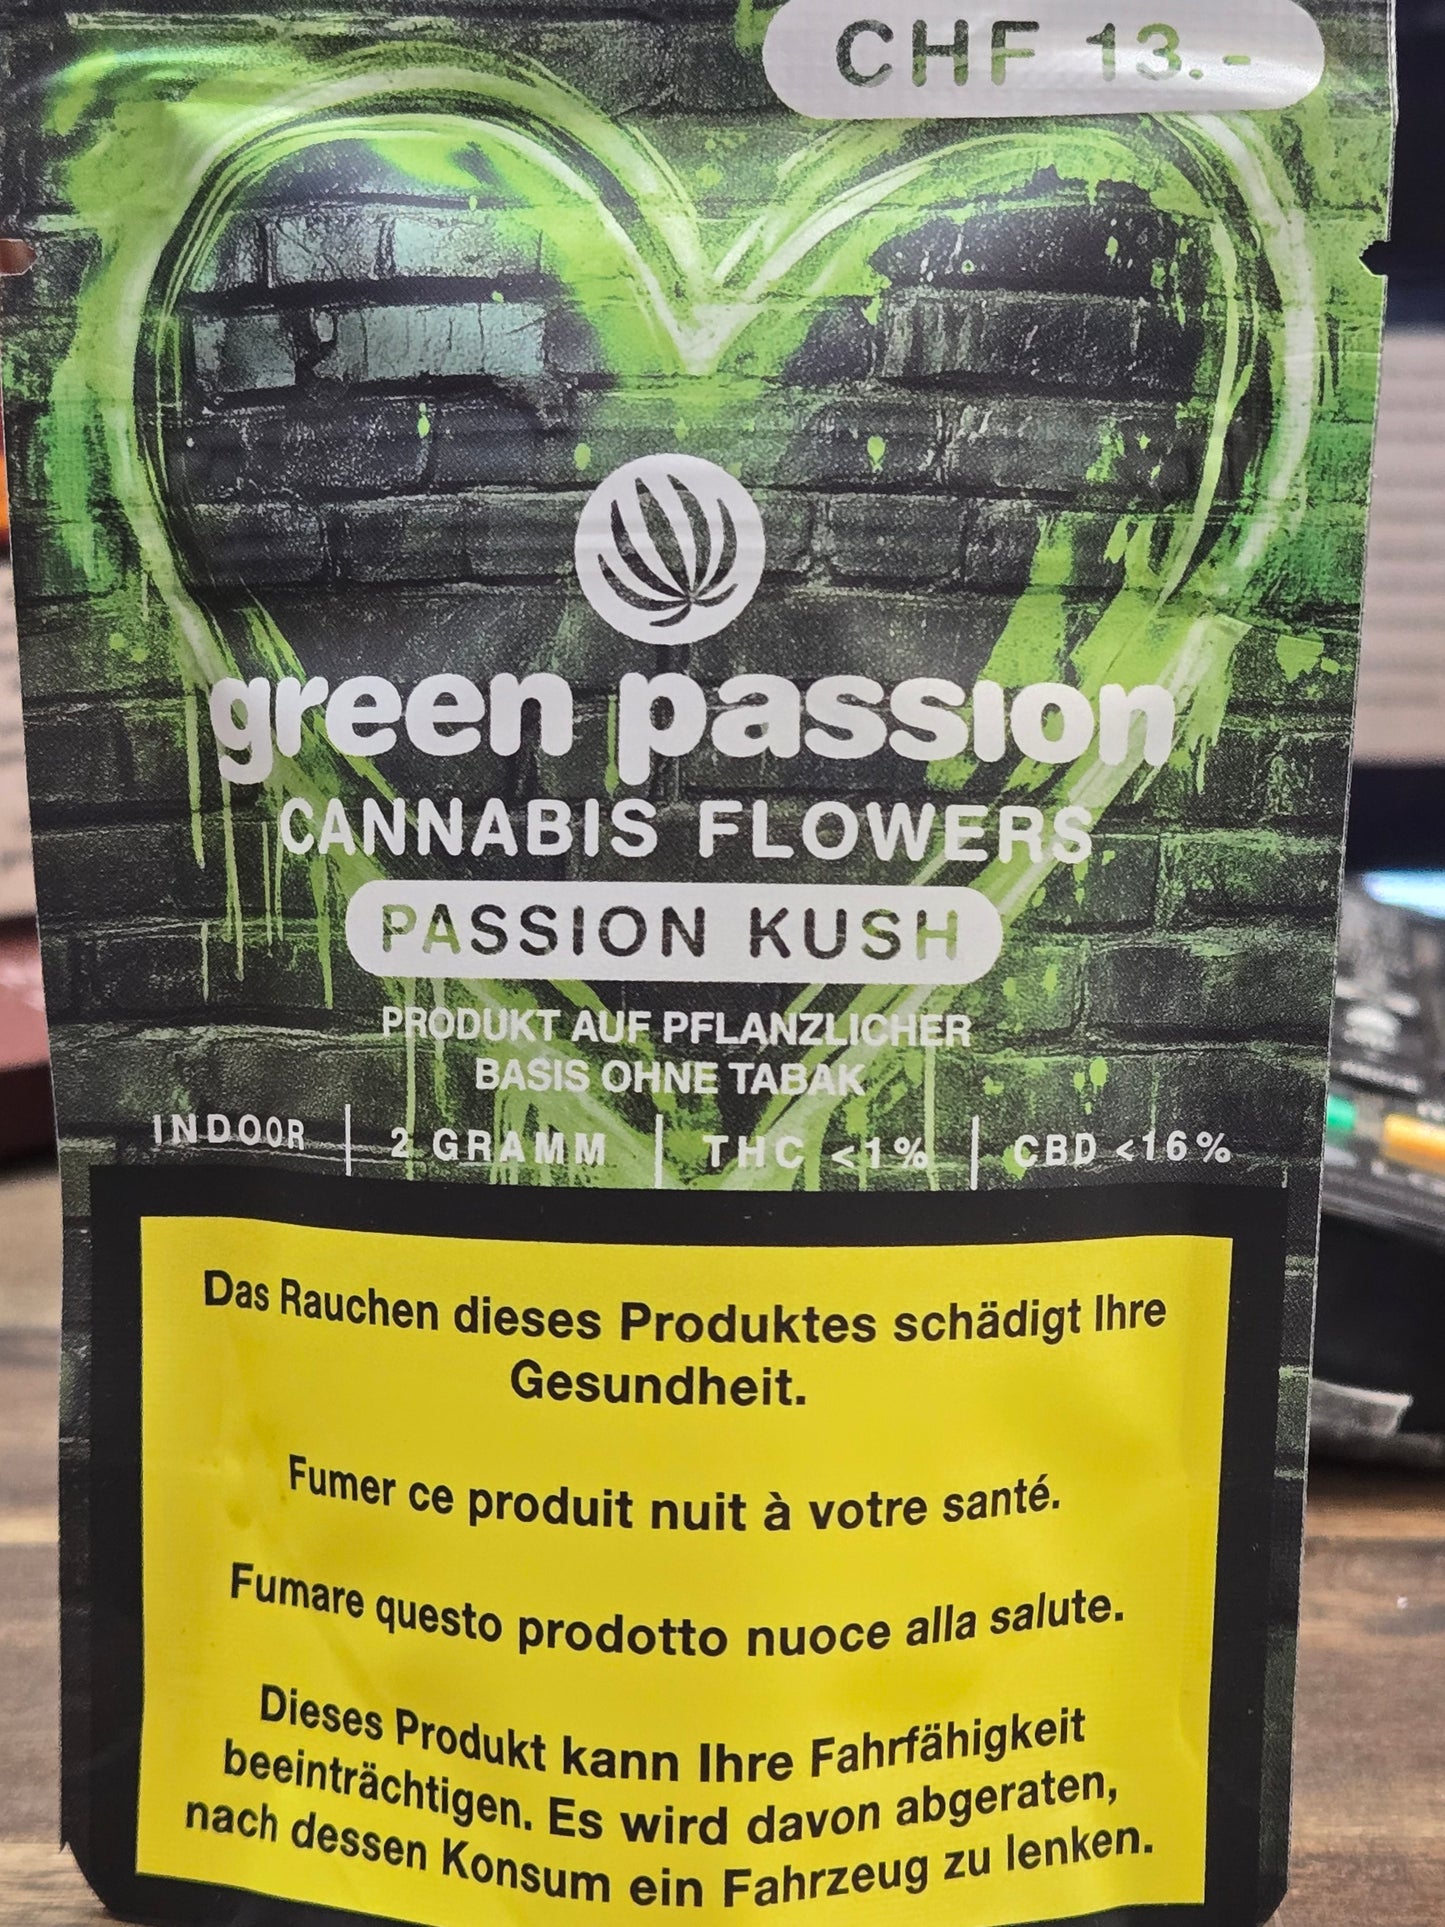 CHF 13.-
green passion
CANNABIS FLOWERS
PASSION KUSH
PRODUKT AUF PFLANZLICHER
BASIS OHNE TABAK
INDOOR | 2 GRAMM | THC <1% | CBD <16%
Das Rauchen dieses Produktes schädigt Ihre
Gesundheit.
Fumer ce produit nuit à votre santé.
Fumare questo prodotto nuoce alla salute.
Dieses Produkt kann Ihre Fahrfähigkeit
beeinträchtigen. Es wird davon abgeraten,
nach dessen Konsum ein Fahrzeug zu lenken.